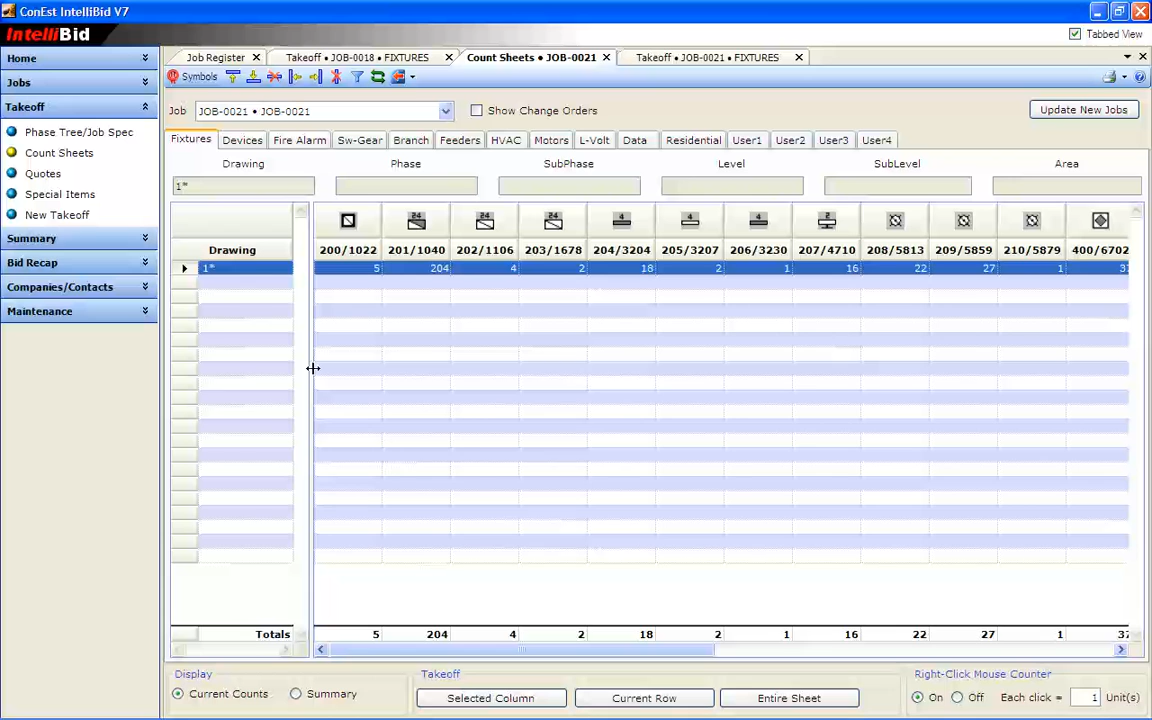 ConEst IntelliBid V7
IntelliBid
Tabbed View
Home
Jobs
Takeoff
Phase Tree/Job Spec
Count Sheets
Quotes
Special Items
New Takeoff
Summary
Bid Recap
Companies/Contacts
Maintenance
Job Register Takeoff • JOB-0018 • FIXTURES Count Sheets • JOB-0021 Takeoff • JOB-0021 • FIXTURES
Symbols
Job JOB-0021 • JOB-0021 Show Change Orders Update New Jobs
Fixtures Devices Fire Alarm Sw-Gear Branch Feeders HVAC Motors L-Volt Data Residential User1 User2 User3 User4
Drawing Phase SubPhase Level SubLevel Area
1*
24 24 24 4 4 4 2
Drawing 200/1022 201/1040 202/1106 203/1678 204/3204 205/3207 206/3230 207/4710 208/5813 209/5859 210/5879 400/6702
1* 5 204 4 2 18 2 1 16 22 27 1
Totals 5 204 4 2 18 2 1 16 22 27 1
Display Takeoff Right-Click Mouse Counter
Current Counts Summary Selected Column Current Row Entire Sheet On Off Each click = 1 Unit(s)